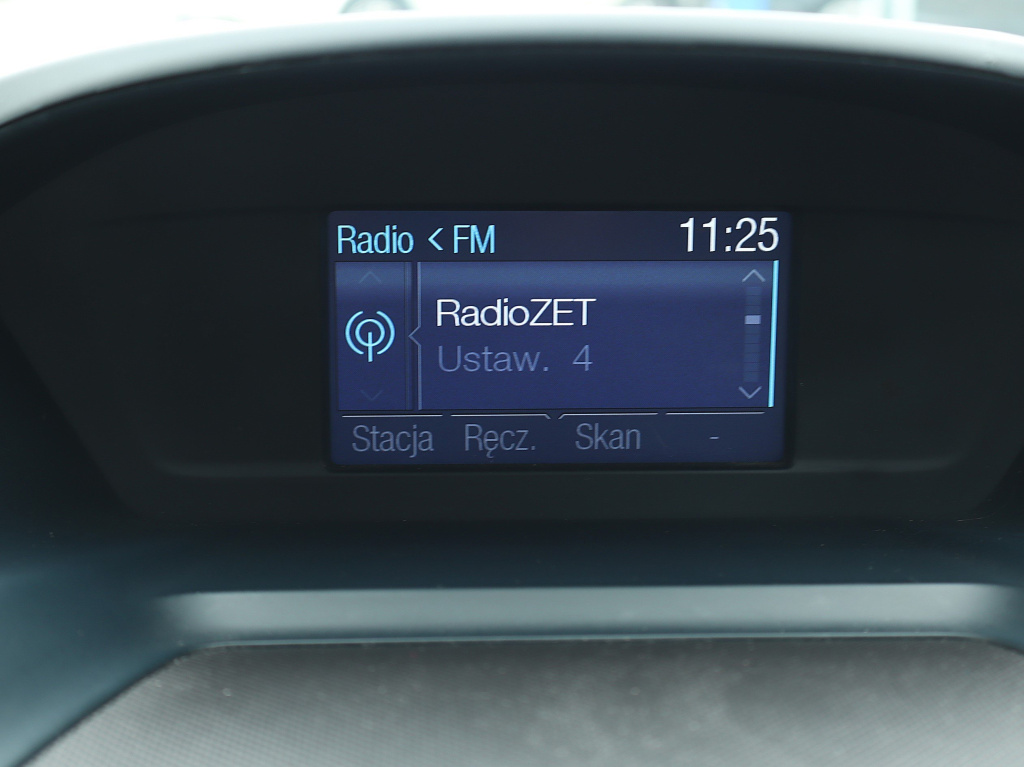 Radio < FM 11:25
RadioZET
Ustaw. 4
Stacja Ręcz. Skan -